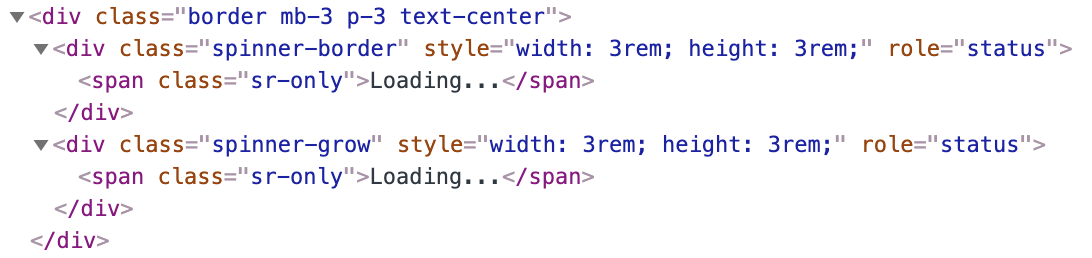 <div class="border mb-3 p-3 text-center">
<div class="spinner-border" style="width: 3rem; height: 3rem;" role="status">
<span class="sr-only">Loading...</span>
</div>
<div class="spinner-grow" style="width: 3rem; height: 3rem;" role="status">
<span class="sr-only">Loading...</span>
</div>
</div>